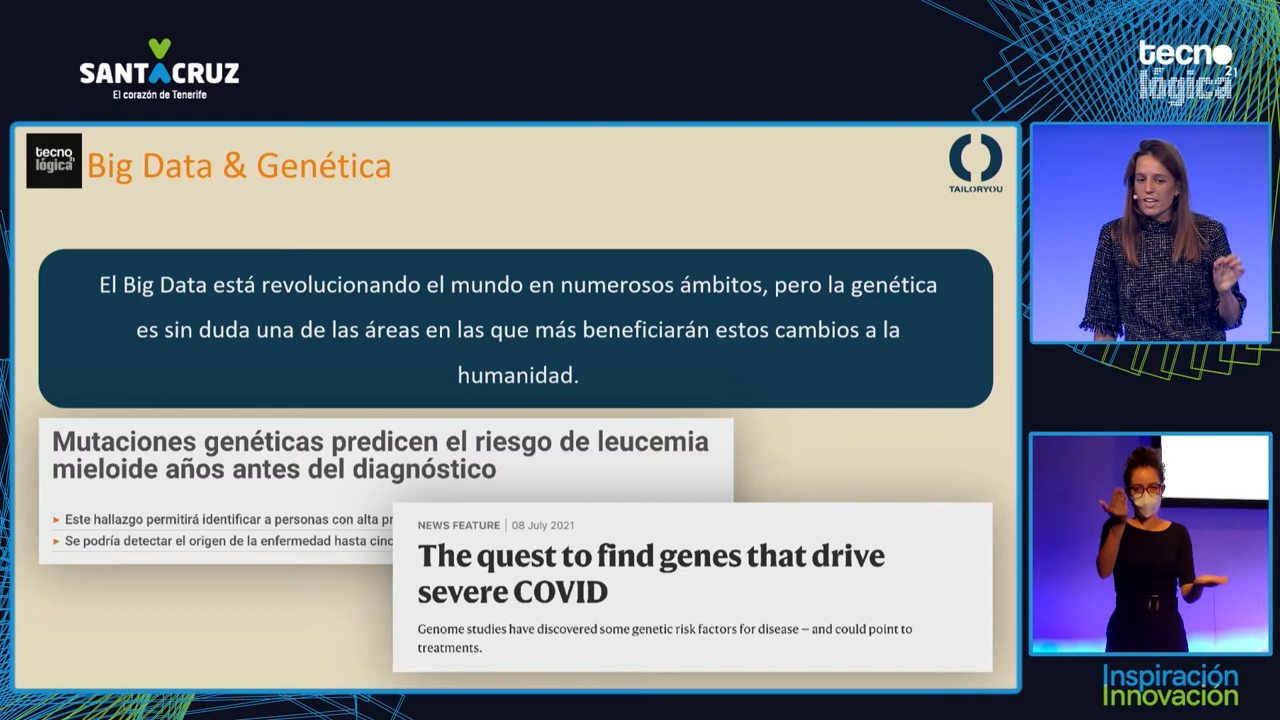 SANTACRUZ
El corazón de Tenerife
tecno
lógica
21
tecno
lógica
21
Big Data & Genética
TAILORYOU
El Big Data está revolucionando el mundo en numerosos ámbitos, pero la genética
es sin duda una de las áreas en las que más beneficiarán estos cambios a la
humanidad.
Mutaciones genéticas predicen el riesgo de leucemia
mieloide años antes del diagnóstico
Este hallazgo permitirá identificar a personas con alta
Se podría detectar el origen de la enfermedad hasta
NEWS FEATURE | 08 July 2021
The quest to find genes that drive
severe COVID
Genome studies have discovered some genetic risk factors for disease — and could point to
treatments.
Inspiración
Innovación